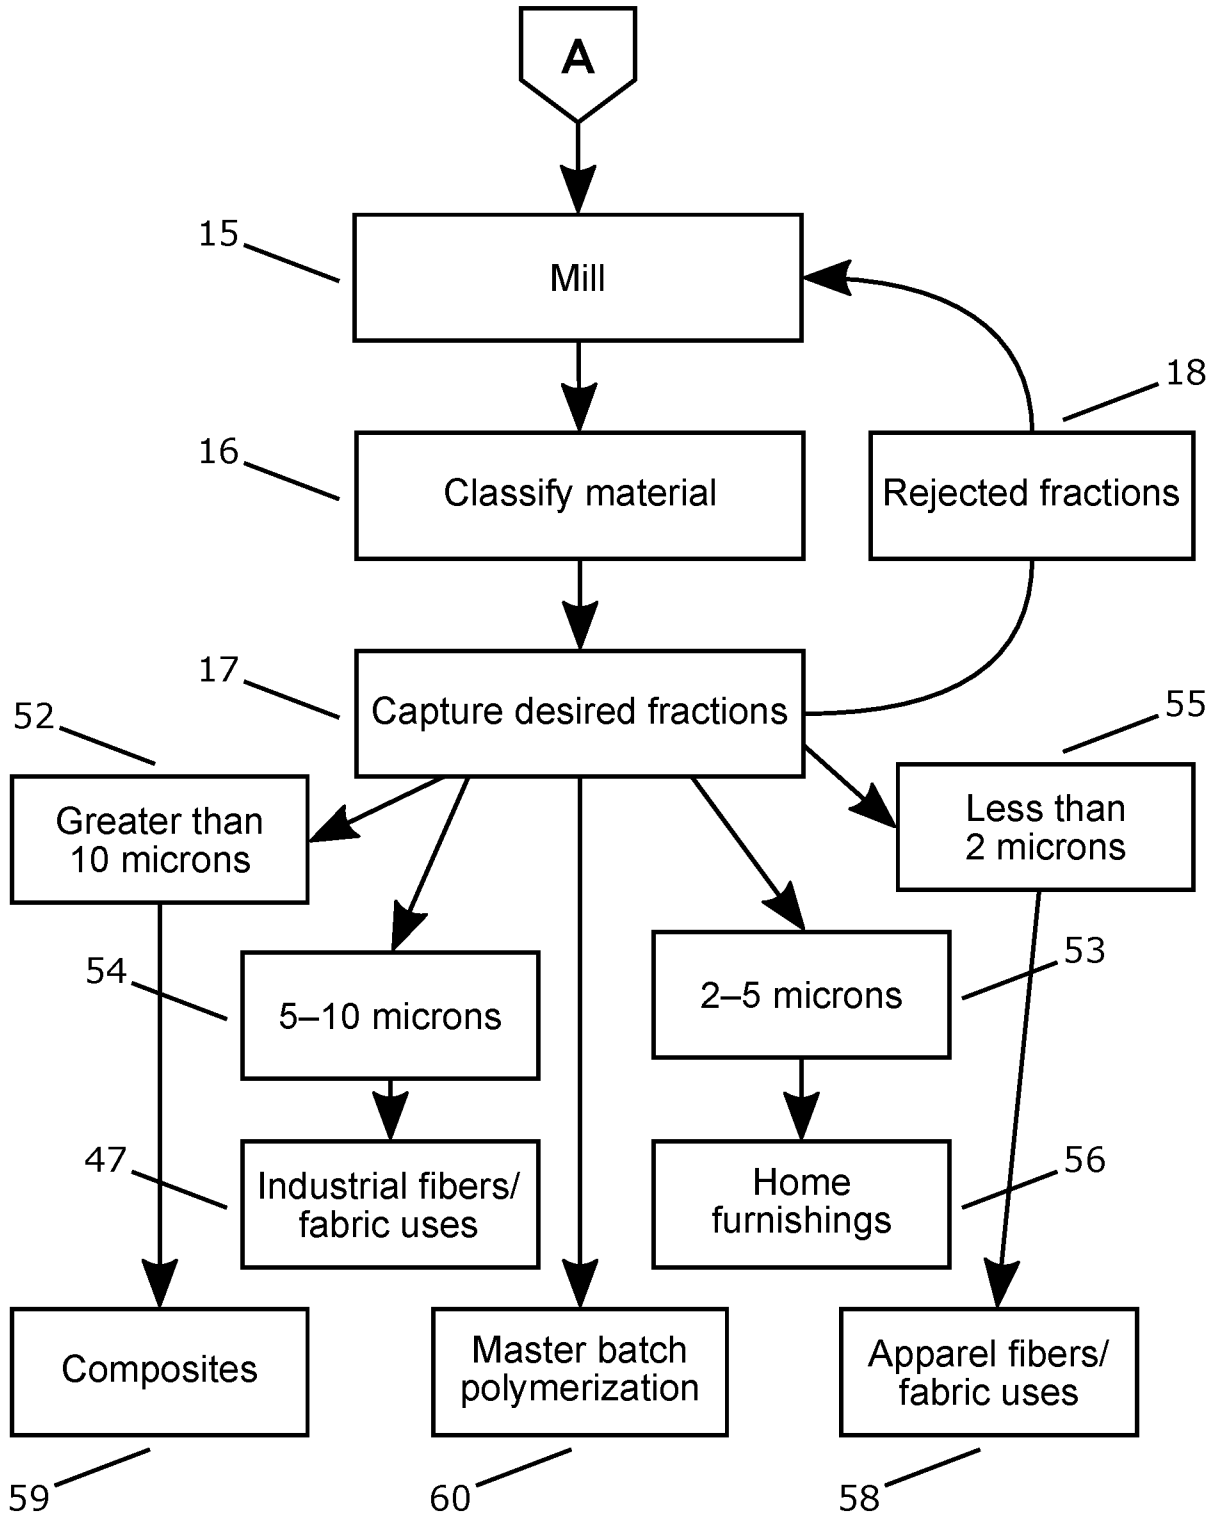 A
15
Mill
18
16
Classify material
Rejected fractions
17
Capture desired fractions
52
55
Greater than
10 microns
Less than
2 microns
54
5–10 microns
53
2–5 microns
47
Industrial fibers/
fabric uses
56
Home
furnishings
Composites
Master batch
polymerization
Apparel fibers/
fabric uses
59
60
58